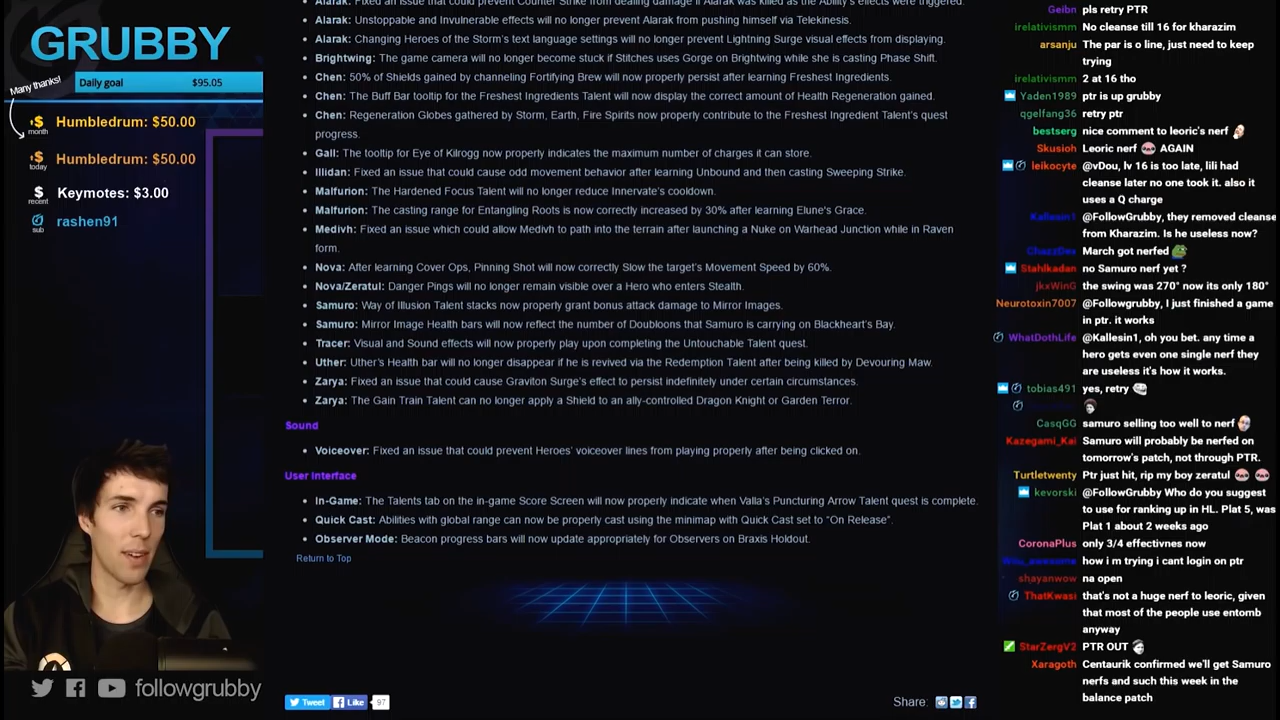 GRUBBY
Many thanks!
Daily goal $95.05
$ month Humbledrum: $50.00
$ today Humbledrum: $50.00
$ recent Keymotes: $3.00
sub rashen91
followgrubby
Alarak: Fixed an issue that could prevent Counter Strike from dealing damage if Alarak was killed as the Ability's effects were triggered.
Alarak: Unstoppable and Invulnerable effects will no longer prevent Alarak from pushing himself via Telekinesis.
Alarak: Changing Heroes of the Storm's text language settings will no longer prevent Lightning Surge visual effects from displaying.
Brightwing: The game camera will no longer become stuck if Stitches uses Gorge on Brightwing while she is casting Phase Shift.
Chen: 50% of Shields gained by channeling Fortifying Brew will now properly persist after learning Freshest Ingredients.
Chen: The Buff Bar tooltip for the Freshest Ingredients Talent will now display the correct amount of Health Regeneration gained.
Chen: Regeneration Globes gathered by Storm, Earth, Fire Spirits now properly contribute to the Freshest Ingredient Talent's quest
progress.
Gall: The tooltip for Eye of Kilrogg now properly indicates the maximum number of charges it can store.
Illidan: Fixed an issue that could cause odd movement behavior after learning Unbound and then casting Sweeping Strike.
Malfurion: The Hardened Focus Talent will no longer reduce Innervate's cooldown.
Malfurion: The casting range for Entangling Roots is now correctly increased by 30% after learning Elune's Grace.
Medivh: Fixed an issue which could allow Medivh to path into the terrain after launching a Nuke on Warhead Junction while in Raven
form.
Nova: After learning Cover Ops, Pinning Shot will now correctly Slow the target's Movement Speed by 60%.
Nova/Zeratul: Danger Pings will no longer remain visible over a Hero who enters Stealth.
Samuro: Way of Illusion Talent stacks now properly grant bonus attack damage to Mirror Images.
Samuro: Mirror Image Health bars will now reflect the number of Doubloons that Samuro is carrying on Blackheart's Bay.
Tracer: Visual and Sound effects will now properly play upon completing the Untouchable Talent quest.
Uther: Uther's Health bar will no longer disappear if he is revived via the Redemption Talent after being killed by Devouring Maw.
Zarya: Fixed an issue that could cause Graviton Surge's effect to persist indefinitely under certain circumstances.
Zarya: The Gain Train Talent can no longer apply a Shield to an ally-controlled Dragon Knight or Garden Terror.
Sound
Voiceover: Fixed an issue that could prevent Heroes' voiceover lines from playing properly after being clicked on.
User Interface
In-Game: The Talents tab on the in-game Score Screen will now properly indicate when Valla's Puncturing Arrow Talent quest is complete.
Quick Cast: Abilities with global range can now be properly cast using the minimap with Quick Cast set to "On Release".
Observer Mode: Beacon progress bars will now update appropriately for Observers on Braxis Holdout.
Return to Top
Tweet Like 97
Share:
Geibn pls retry PTR
irelativismm No cleanse till 16 for kharazim
arsanju The par is o line, just need to keep
trying
irelativismm 2 at 16 tho
Yaden1989 ptr is up grubby
qgelfang36 retry ptr
bestserg nice comment to leoric's nerf
Skusioh Leoric nerf AGAIN
leikocyte @vDou, lv 16 is too late, lili had
cleanse later no one took it. also it
uses a Q charge
Kallesin1 @FollowGrubby, they removed cleanse
from Kharazim. Is he useless now?
ChazzDex March got nerfed
Stahlkadan no Samuro nerf yet ?
jkxWinG the swing was 270° now its only 180°
Neurotoxin7007 @Followgrubby, I just finished a game
in ptr. it works
WhatDothLife @Kallesin1, oh you bet. any time a
hero gets even one single nerf they
are useless it's how it works.
tobias491 yes, retry
CasqGG samuro selling too well to nerf
Kazegami_Kai Samuro will probably be nerfed on
tomorrow's patch, not through PTR.
Turtletwenty Ptr just hit, rip my boy zeratul
kevorski @FollowGrubby Who do you suggest
to use for ranking up in HL. Plat 5, was
Plat 1 about 2 weeks ago
CoronaPlus only 3/4 effectivnes now
how i m trying i cant login on ptr
shayanwow na open
ThatKwasi that's not a huge nerf to leoric, given
that most of the people use entomb
anyway
StarZergV2 PTR OUT
Xaragoth Centaurik confirmed we'll get Samuro
nerfs and such this week in the
balance patch